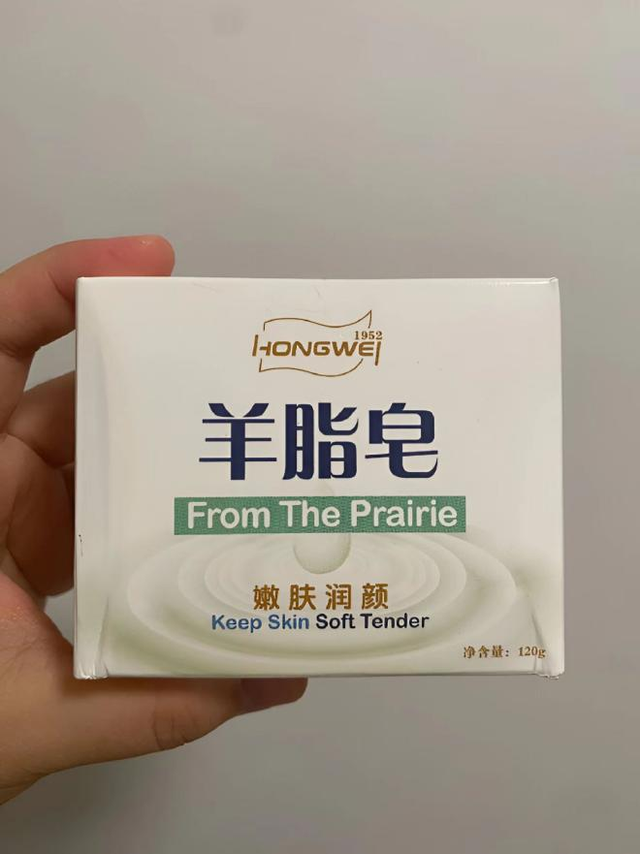 1952
HONGWEI
羊脂皂
From The Prairie
嫩肤润颜
Keep Skin Soft Tender
净含量：120g